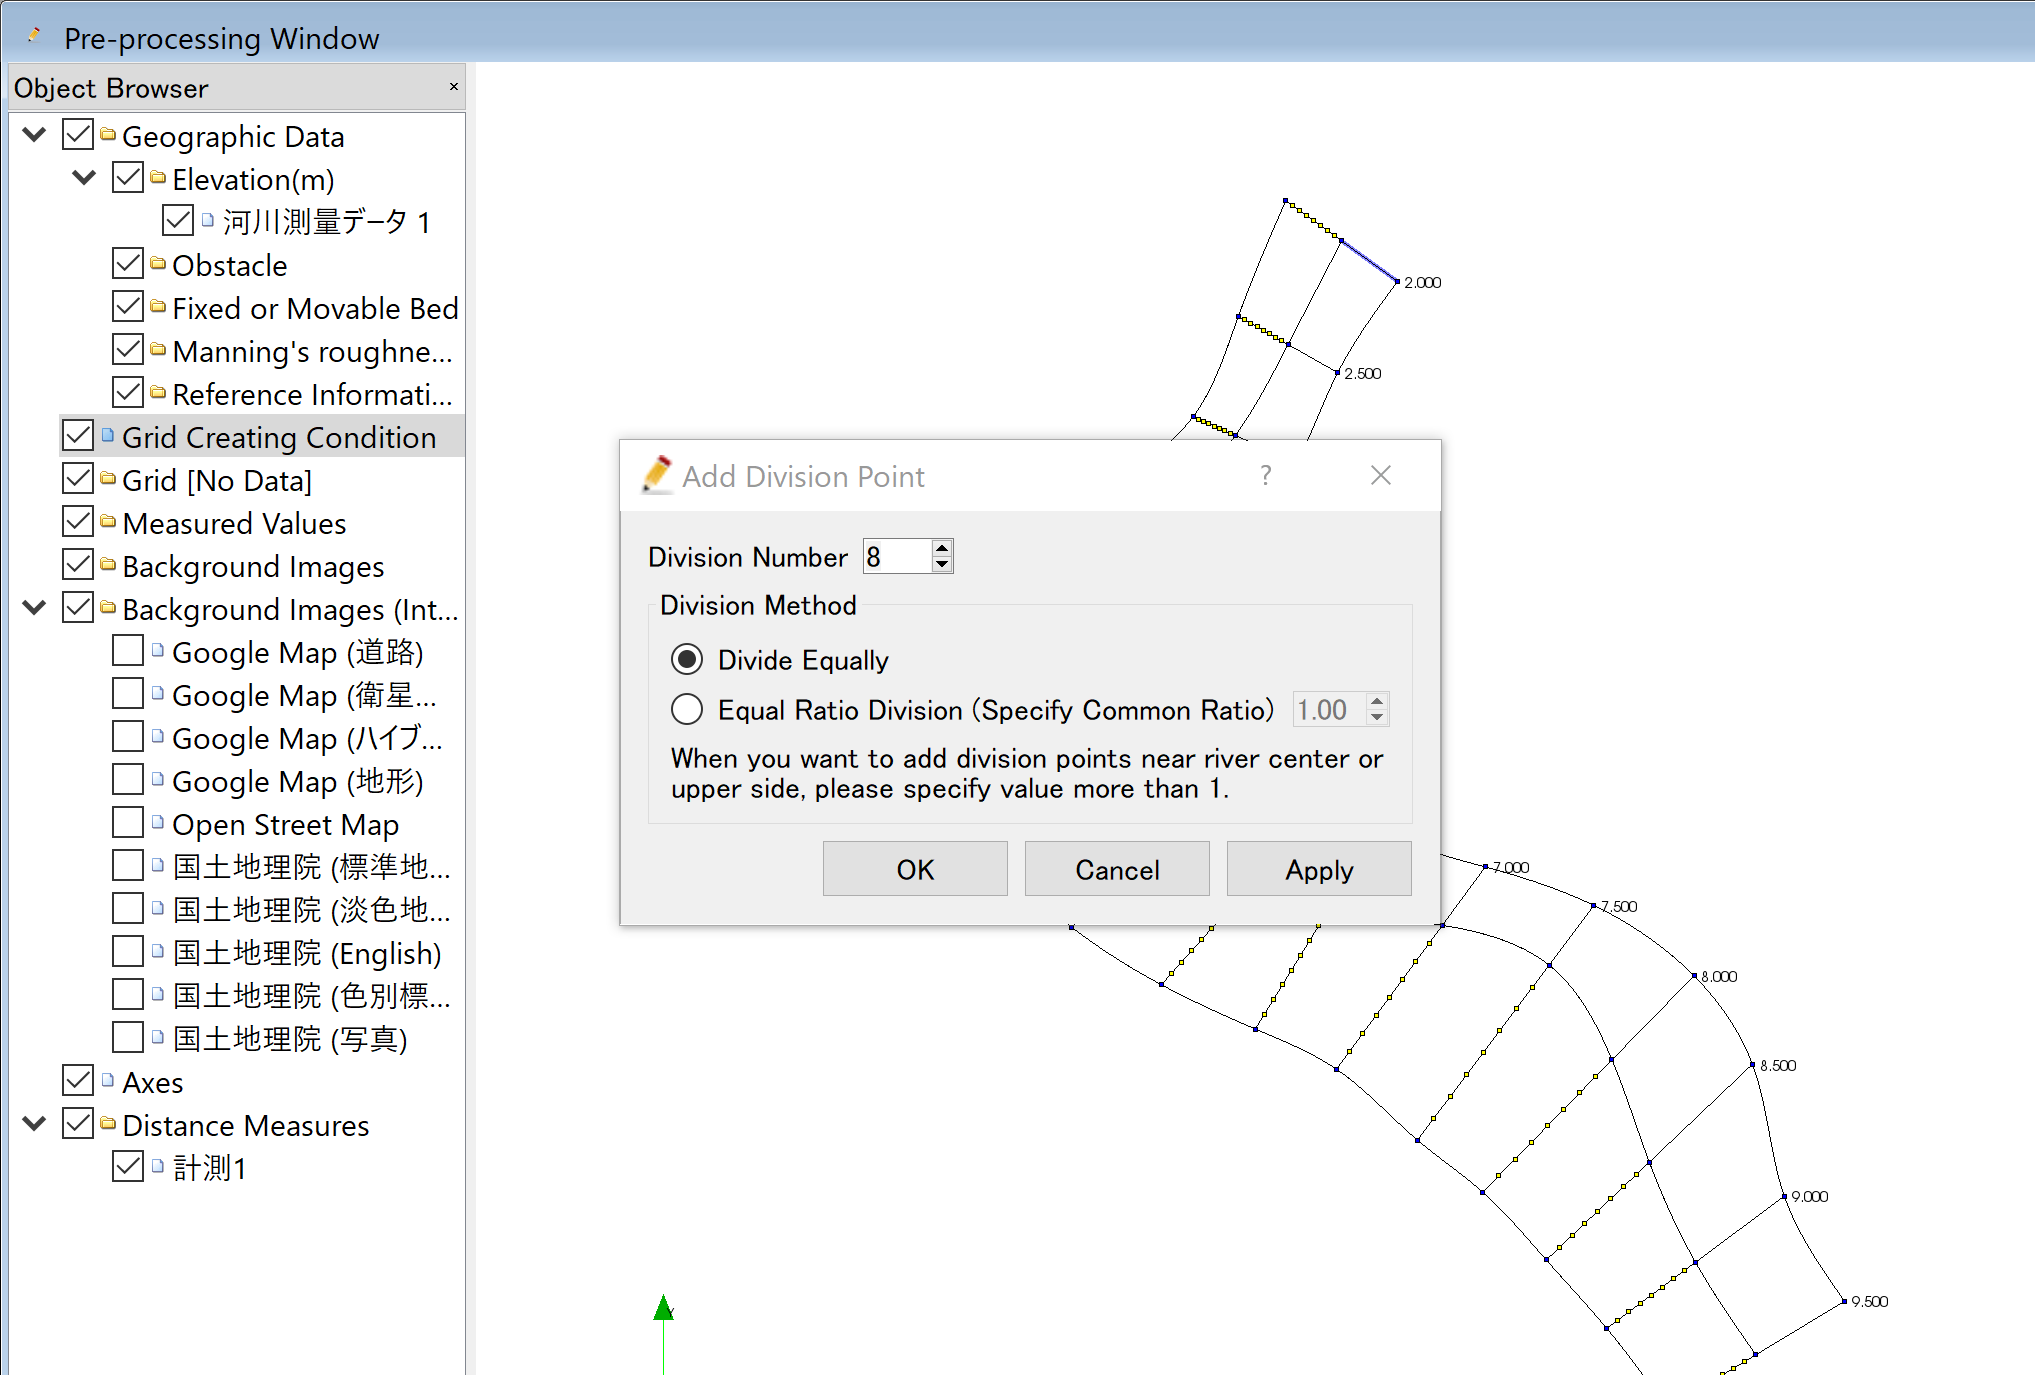 Pre-processing Window
Object Browser
Geographic Data
Elevation(m)
河川測量データ 1
Obstacle
Fixed or Movable Bed
Manning's roughne...
Reference Informati...
Grid Creating Condition
Grid [No Data]
Measured Values
Background Images
Background Images (Int...
Google Map (道路)
Google Map (衛星...
Google Map (ハイブ...
Google Map (地形)
Open Street Map
国土地理院 (標準地...
国土地理院 (淡色地...
国土地理院 (English)
国土地理院 (色別標...
国土地理院 (写真)
Axes
Distance Measures
計測1
2.000
2.500
Add Division Point
?
Division Number 8
Division Method
Divide Equally
Equal Ratio Division (Specify Common Ratio) 1.00
When you want to add division points near river center or
upper side, please specify value more than 1.
OK Cancel Apply
7.000
7.500
8.000
8.500
9.000
9.500
Y